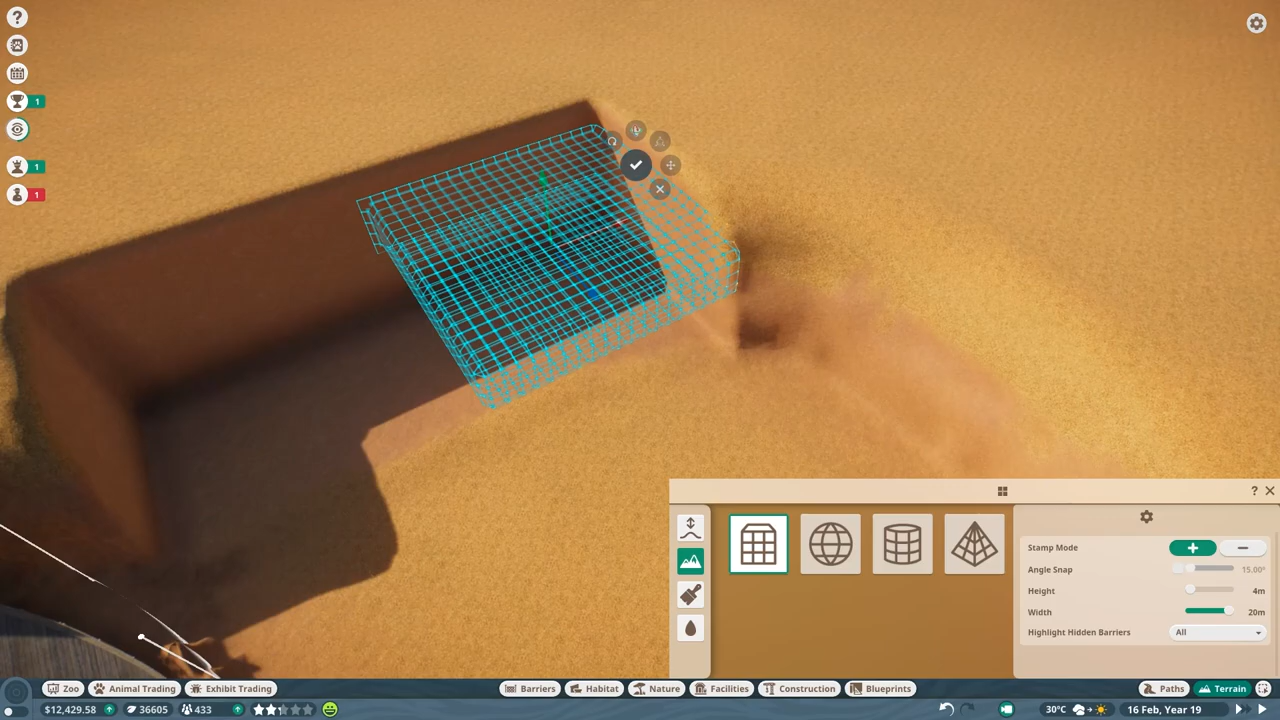 ?
1
1
1
?
Stamp Mode
Angle Snap 15.00°
Height 4m
Width 20m
Highlight Hidden Barriers All
Zoo Animal Trading Exhibit Trading Barriers Habitat Nature Facilities Construction Blueprints Paths Terrain
$12,429.58 36605 433 30°C 16 Feb, Year 19